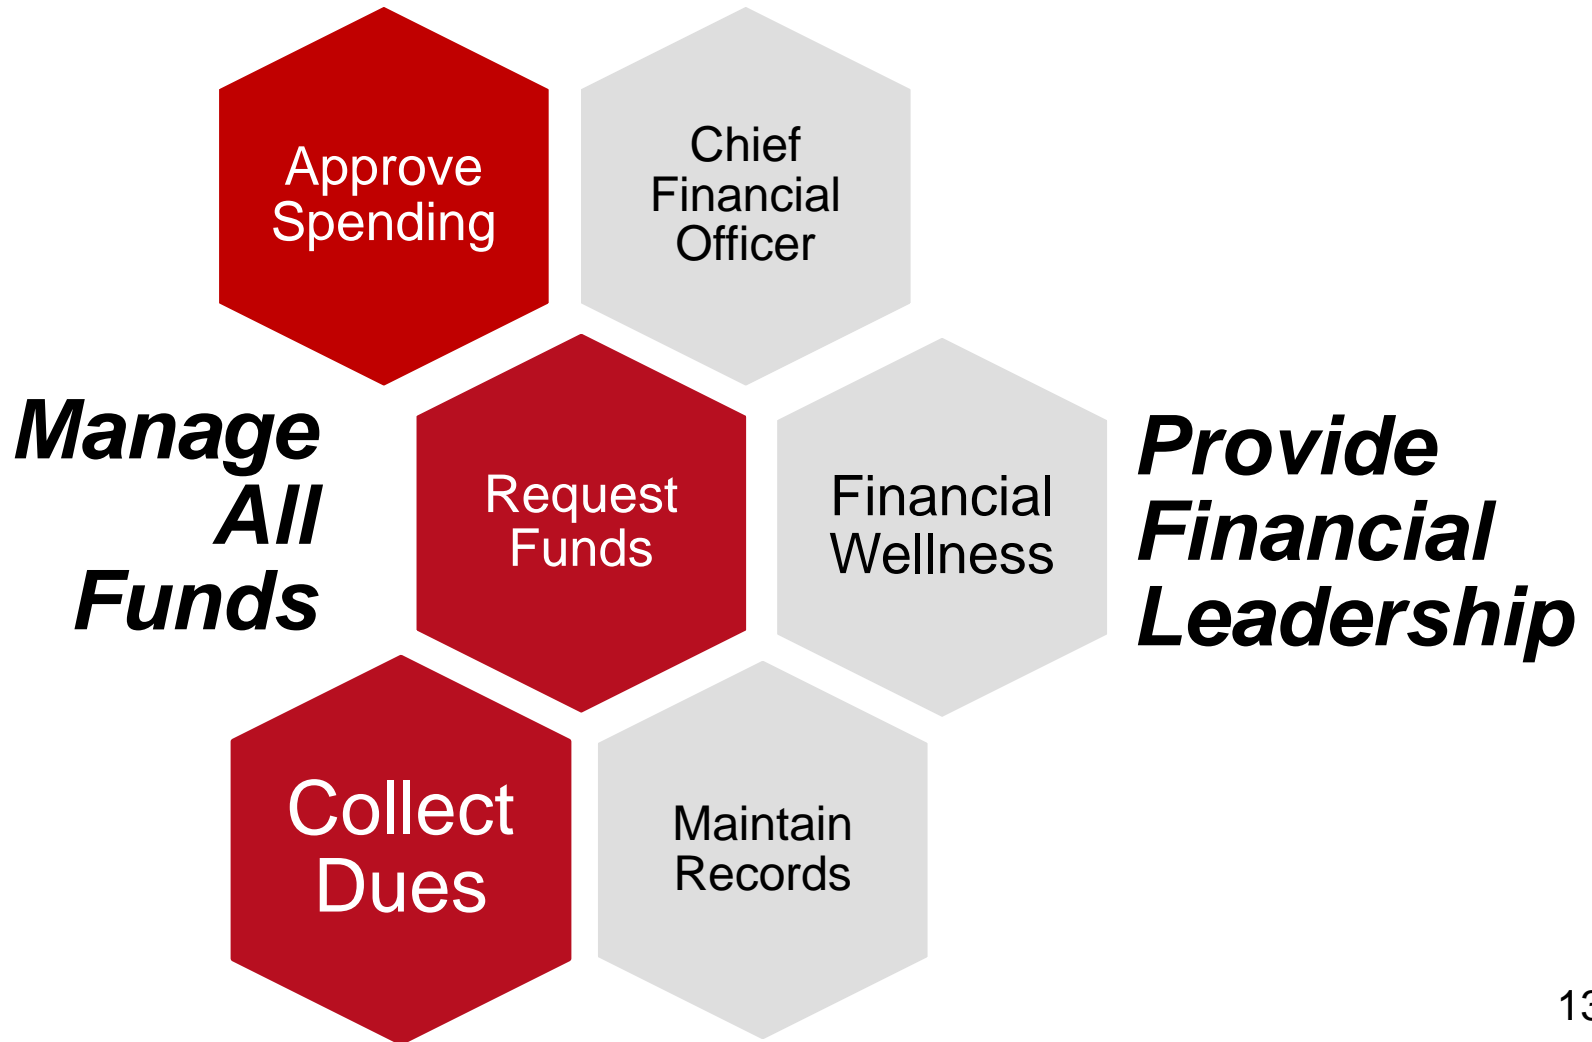 Approve
Spending
Chief
Financial
Officer
Manage
All
Funds
Request
Funds
Financial
Wellness
Provide
Financial
Leadership
Collect
Dues
Maintain
Records
13